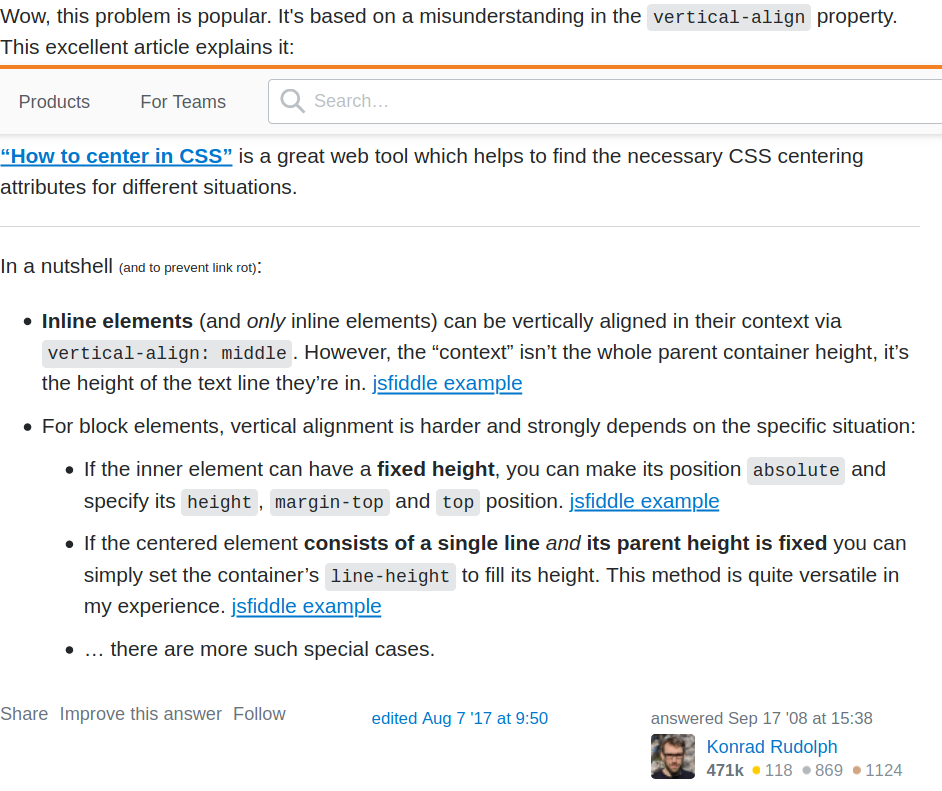 Wow, this problem is popular. It's based on a misunderstanding in the vertical-align property.
This excellent article explains it:
Products For Teams Search…
“How to center in CSS” is a great web tool which helps to find the necessary CSS centering
attributes for different situations.
In a nutshell (and to prevent link rot):
• Inline elements (and only inline elements) can be vertically aligned in their context via
vertical-align: middle. However, the “context” isn’t the whole parent container height, it’s
the height of the text line they’re in. jsfiddle example
• For block elements, vertical alignment is harder and strongly depends on the specific situation:
• If the inner element can have a fixed height, you can make its position absolute and
specify its height, margin-top and top position. jsfiddle example
• If the centered element consists of a single line and its parent height is fixed you can
simply set the container’s line-height to fill its height. This method is quite versatile in
my experience. jsfiddle example
• … there are more such special cases.
Share Improve this answer Follow edited Aug 7 '17 at 9:50 answered Sep 17 '08 at 15:38
Konrad Rudolph
471k ●118 ●869 ●1124